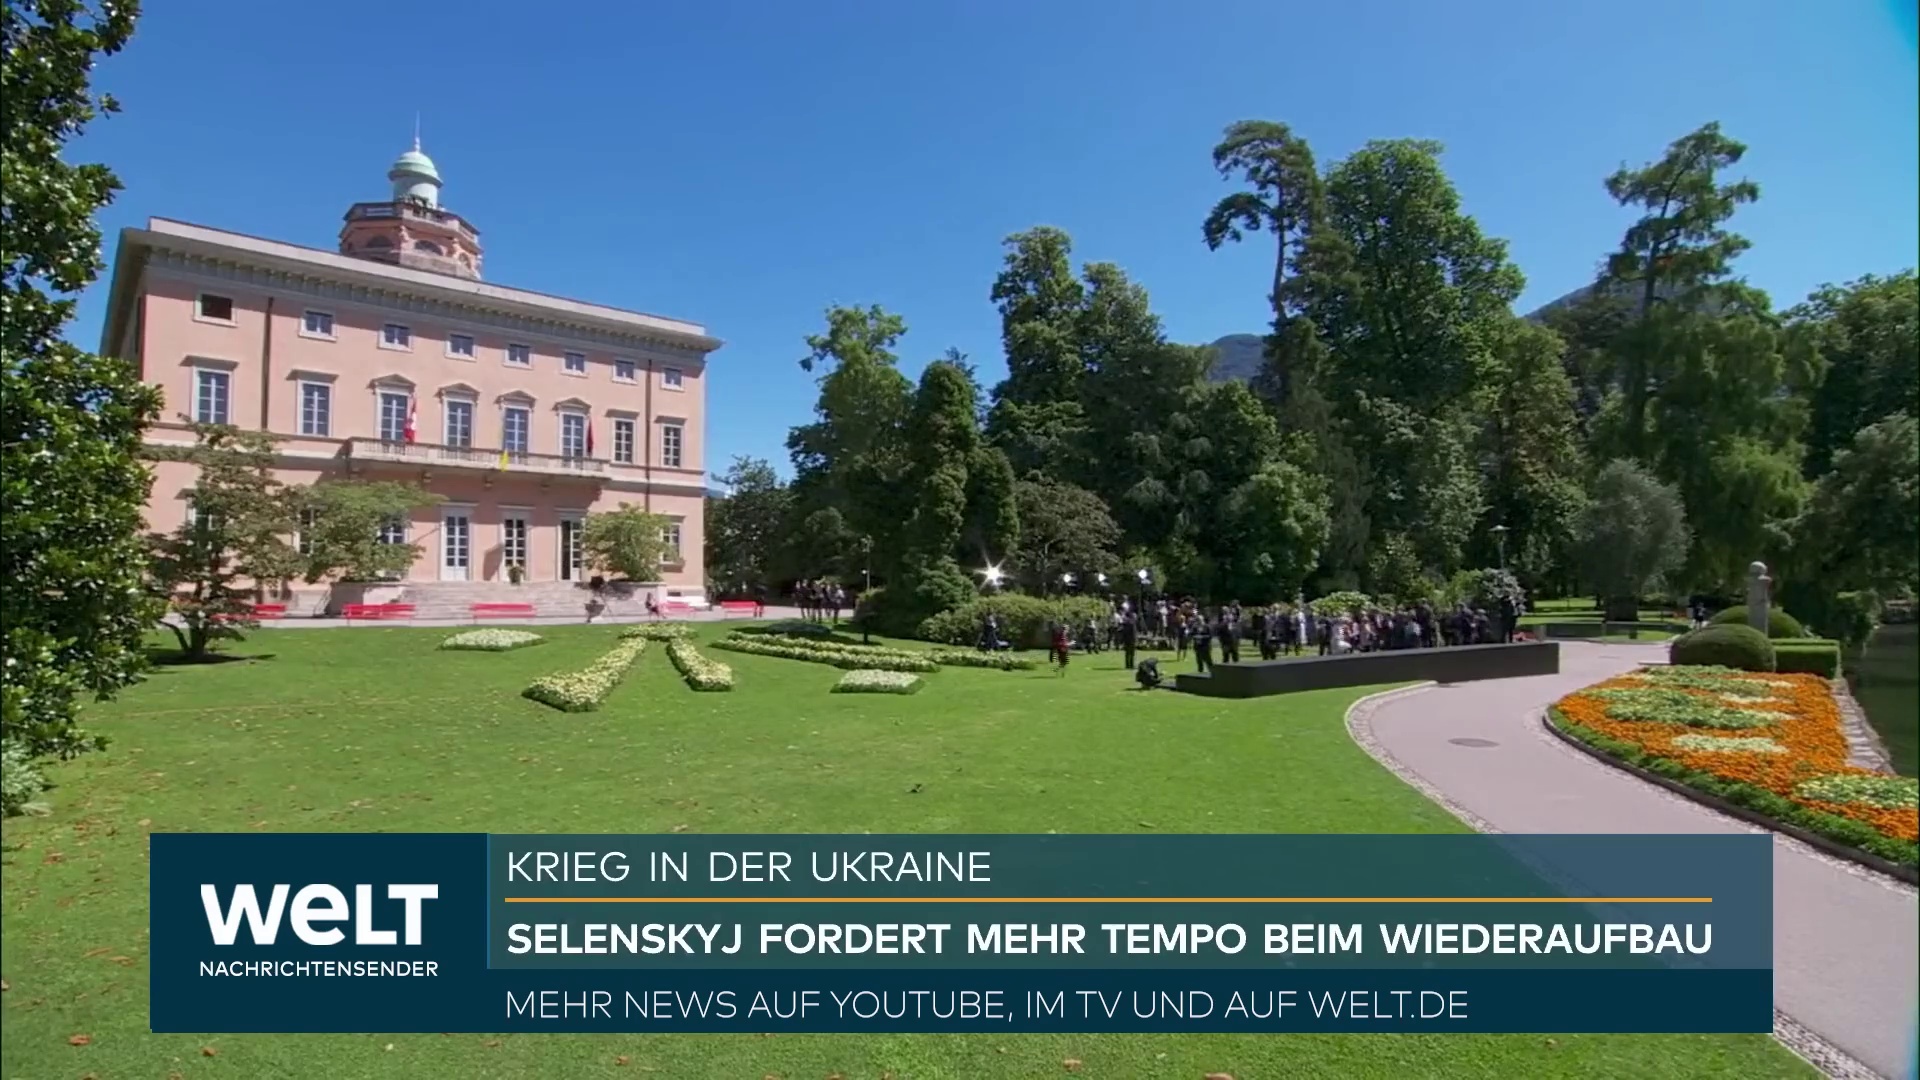 KRIEG IN DER UKRAINE
WELT
NACHRICHTENSENDER
SELENSKYJ FORDERT MEHR TEMPO BEIM WIEDERAUFBAU
MEHR NEWS AUF YOUTUBE, IM TV UND AUF WELT.DE